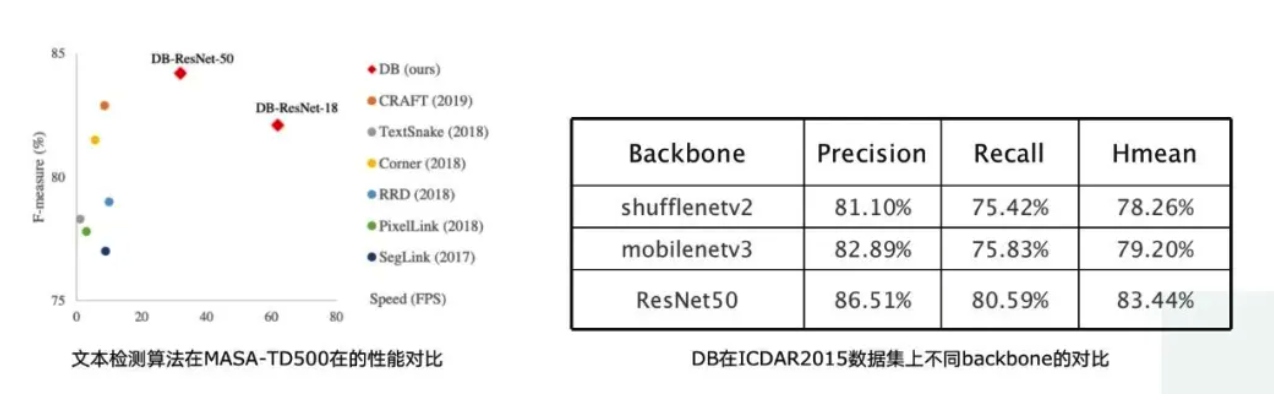 85
DB-ResNet-50
DB (ours)
CRAFT (2019)
DB-ResNet-18
TextSnake (2018)
Corner (2018)
F-measure (%)
80
RRD (2018)
PixelLink (2018)
SegLink (2017)
75
Speed (FPS)
0 20 40 60 80
文本检测算法在MASA-TD500在的性能对比
Backbone Precision Recall Hmean
shufflenetv2 81.10% 75.42% 78.26%
mobilenetv3 82.89% 75.83% 79.20%
ResNet50 86.51% 80.59% 83.44%
DB在ICDAR2015数据集上不同backbone的对比